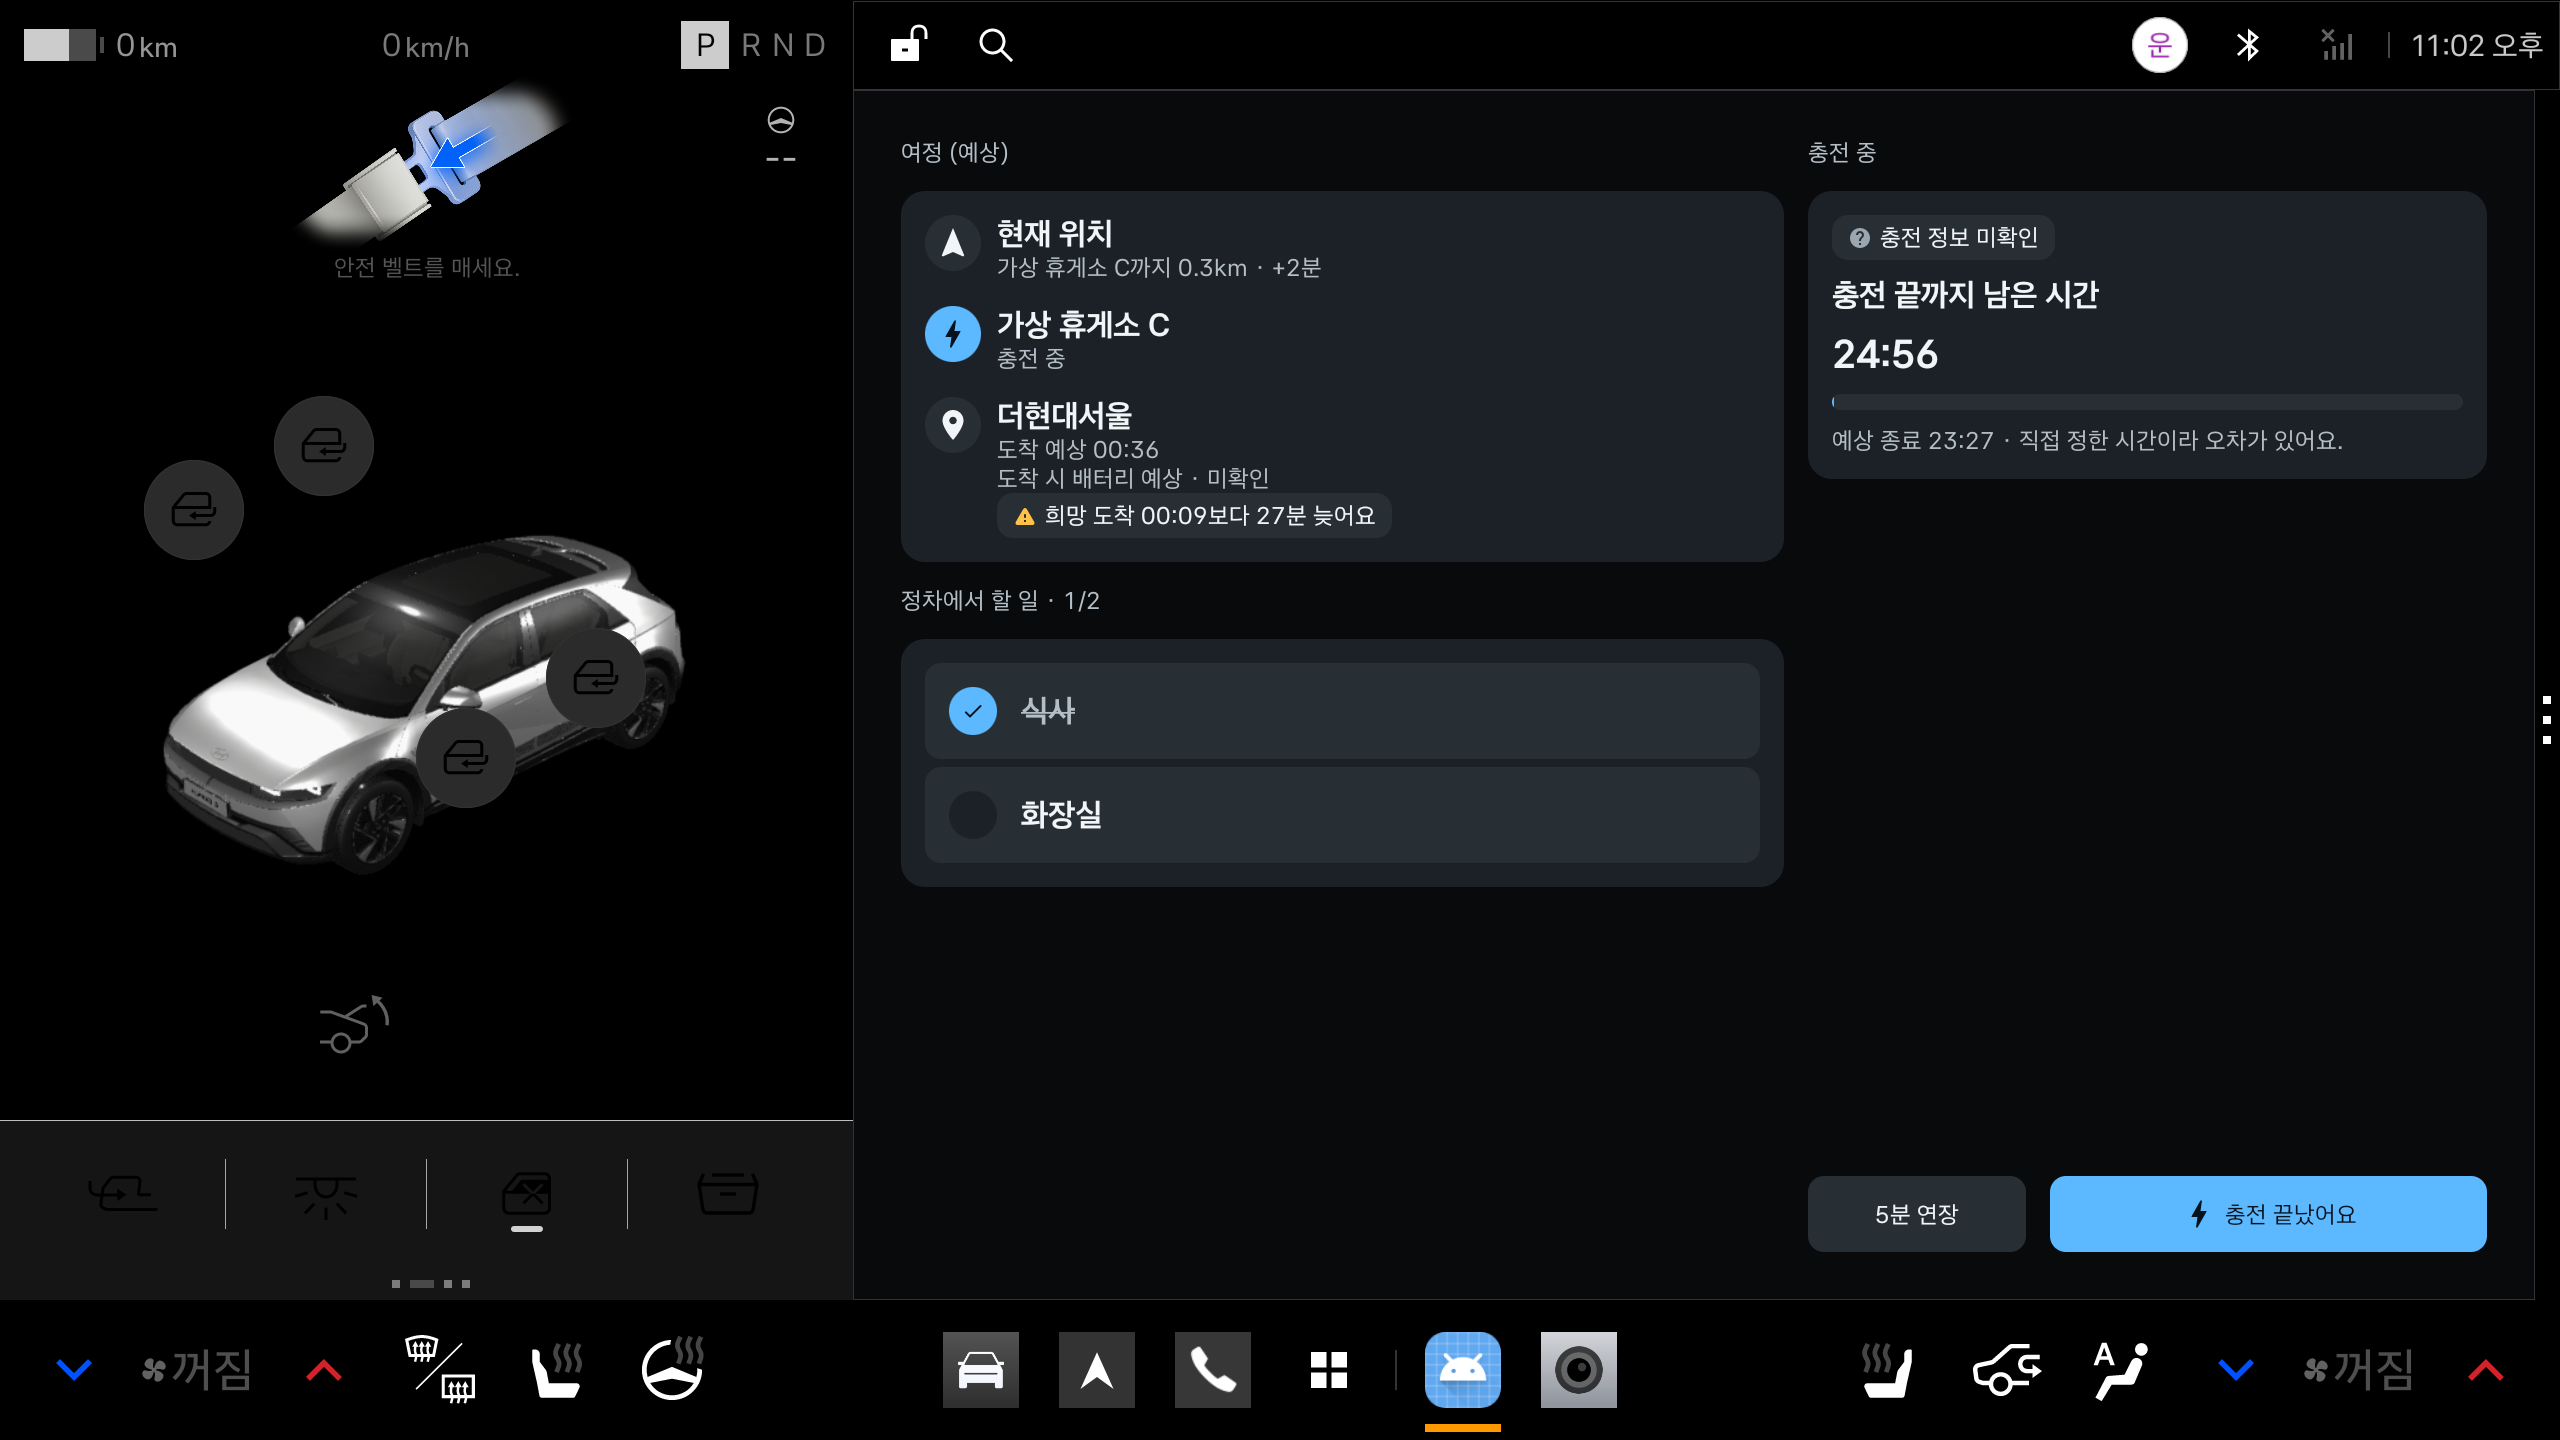 0 km
0 km/h
P R N D
운
11:02 오후
안전 벨트를 매세요.
여정 (예상)
현재 위치
가상 휴게소 C까지 0.3km · +2분
가상 휴게소 C
충전 중
더현대서울
도착 예상 00:36
도착 시 배터리 예상 · 미확인
희망 도착 00:09보다 27분 늦어요
정차에서 할 일 · 1/2
식사
화장실
충전 중
충전 정보 미확인
충전 끝까지 남은 시간
24:56
예상 종료 23:27 · 직접 정한 시간이라 오차가 있어요.
5분 연장
충전 끝났어요
꺼짐
A
꺼짐